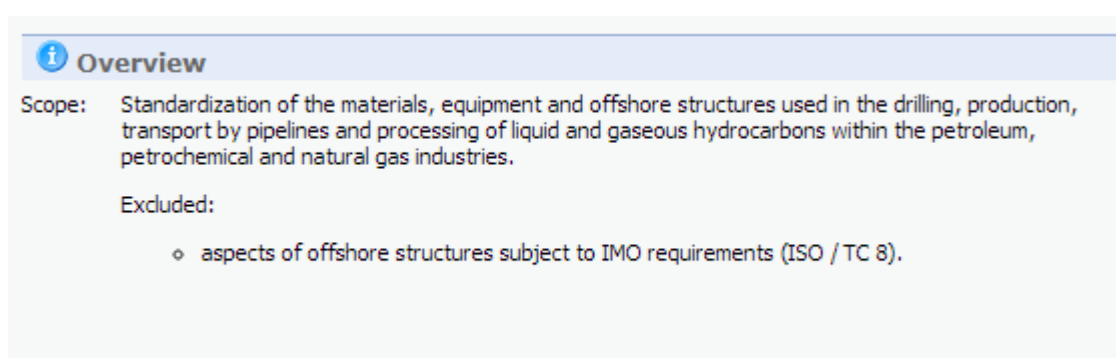 Overview
Scope: Standardization of the materials, equipment and offshore structures used in the drilling, production,
transport by pipelines and processing of liquid and gaseous hydrocarbons within the petroleum,
petrochemical and natural gas industries.
Excluded:
aspects of offshore structures subject to IMO requirements (ISO / TC 8).